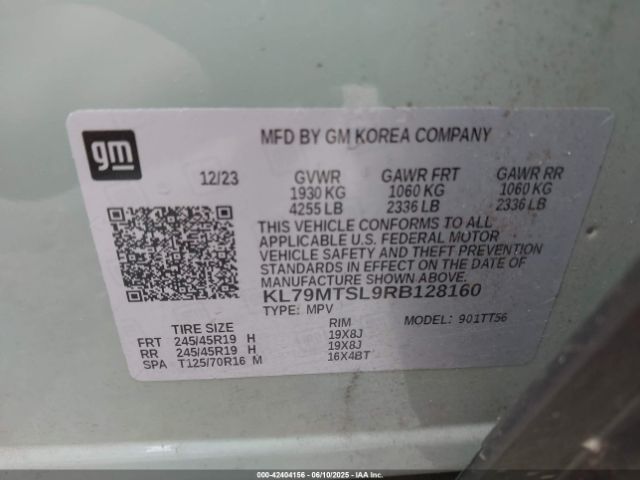 gm
MFD BY GM KOREA COMPANY
12/23 GVWR GAWR FRT GAWR RR
1930 KG 1060 KG 1060 KG
4255 LB 2336 LB 2336 LB
THIS VEHICLE CONFORMS TO ALL
APPLICABLE U.S. FEDERAL MOTOR
VEHICLE SAFETY AND THEFT PREVENTION
STANDARDS IN EFFECT ON THE DATE OF
MANUFACTURE SHOWN ABOVE.
KL79MTSL9RB128160
TYPE: MPV MODEL: 901TT56
TIRE SIZE RIM
FRT 245/45R19 H 19X8J
RR 245/45R19 H 19X8J
SPA T125/70R16 M 16X4BT
000-42404156 - 06/10/2025 - IAAI.COM